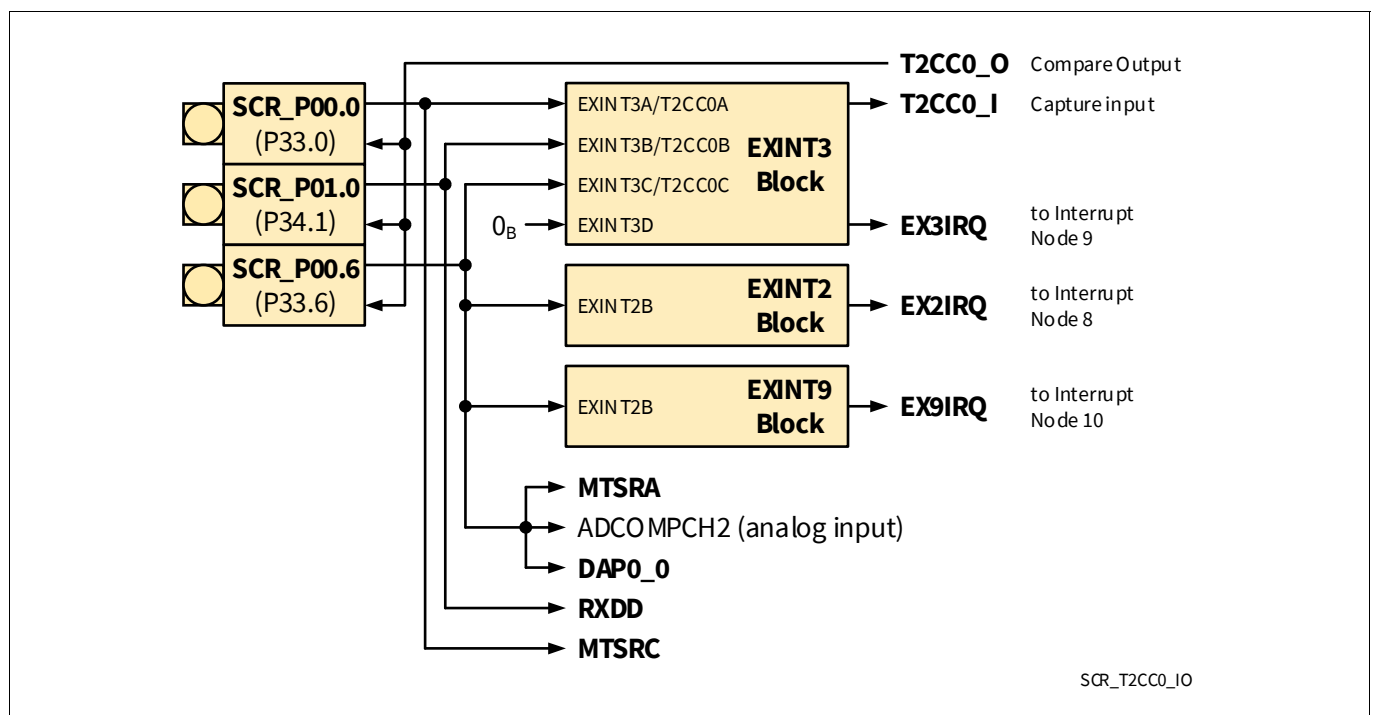 T2CC0_O Compare Output
SCR_P00.0
(P33.0)
EXINT3A/T2CC0A
T2CC0_I Capture input
EXINT3B/T2CC0B
EXINT3
Block
SCR_P01.0
(P34.1)
EXINT3C/T2CC0C
0B
EXINT3D
EX3IRQ
to Interrupt
Node 9
SCR_P00.6
(P33.6)
EXINT2B
EXINT2
Block
EX2IRQ
to Interrupt
Node 8
EXINT2B
EXINT9
Block
EX9IRQ
to Interrupt
Node 10
MTSRA
ADCOMPCH2 (analog input)
DAP0_0
RXDD
MTSRC
SCR_T2CC0_IO